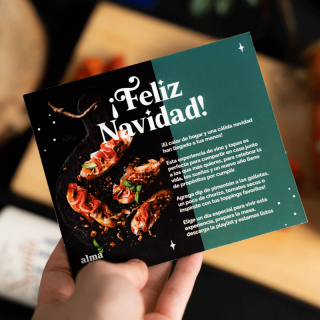 ¡Feliz
Navidad!
¡El calor de hogar y una cálida navidad
han llegado a tus manos!
Esta experiencia de vino y tapas es
perfecta para compartir en casa junto
a los que más quieres, para celebrar la
vida, los sueños y un nuevo año lleno
de propósitos por cumplir.
Agrega dip de pimentón a las galletas,
un poco de chorizo, tomates secos o
inspírate con tus toppings favoritos!
Elige un día especial para vivir esta
experiencia, prepara la mesa,
descarga la playlist y estamos listos
alma